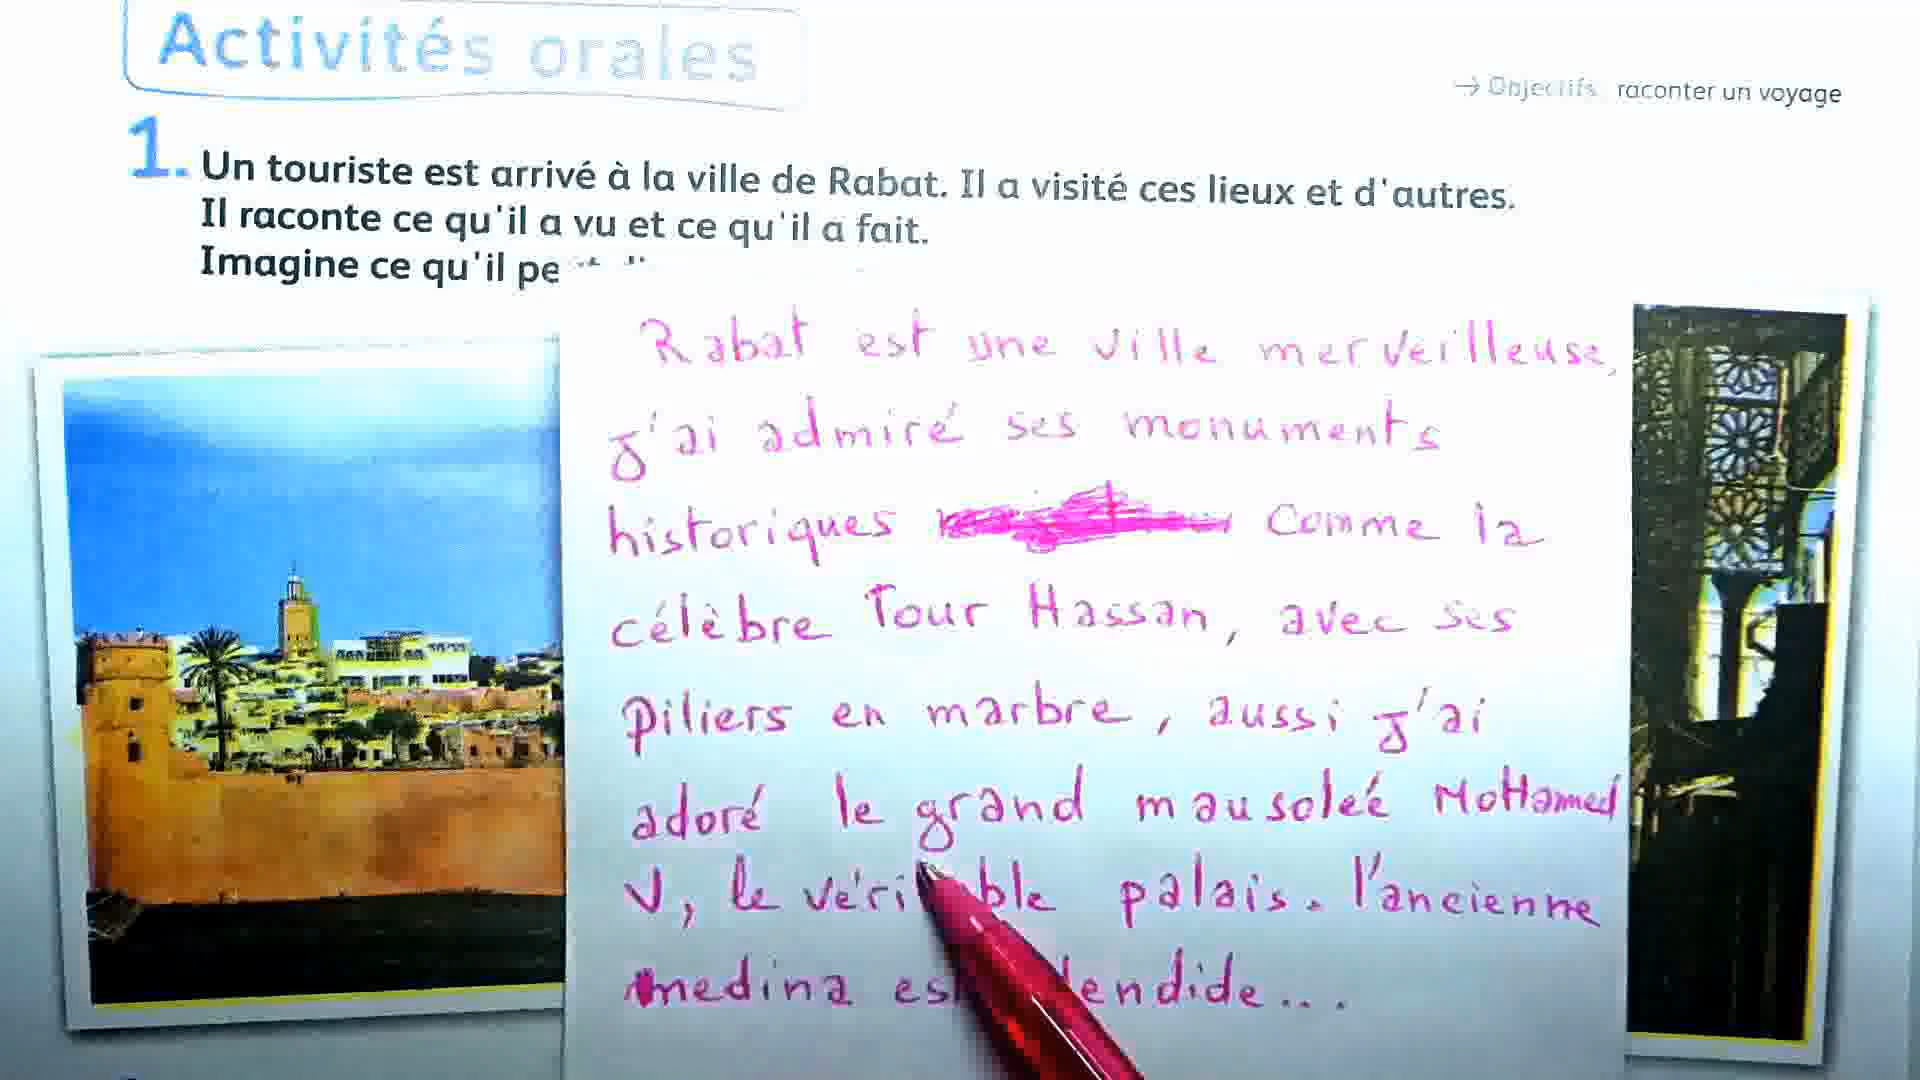 Activités orales
→ Objectifs raconter un voyage
1. Un touriste est arrivé à la ville de Rabat. Il a visité ces lieux et d'autres.
Il raconte ce qu'il a vu et ce qu'il a fait.
Imagine ce qu'il
Rabat est une ville merveilleuse,
j'ai admiré ses monuments
historiques comme la
célèbre Tour Hassan, avec ses
piliers en marbre, aussi j'ai
adoré le grand mausoleé MoHamed
V, le palais. l'ancienne
medina endide...